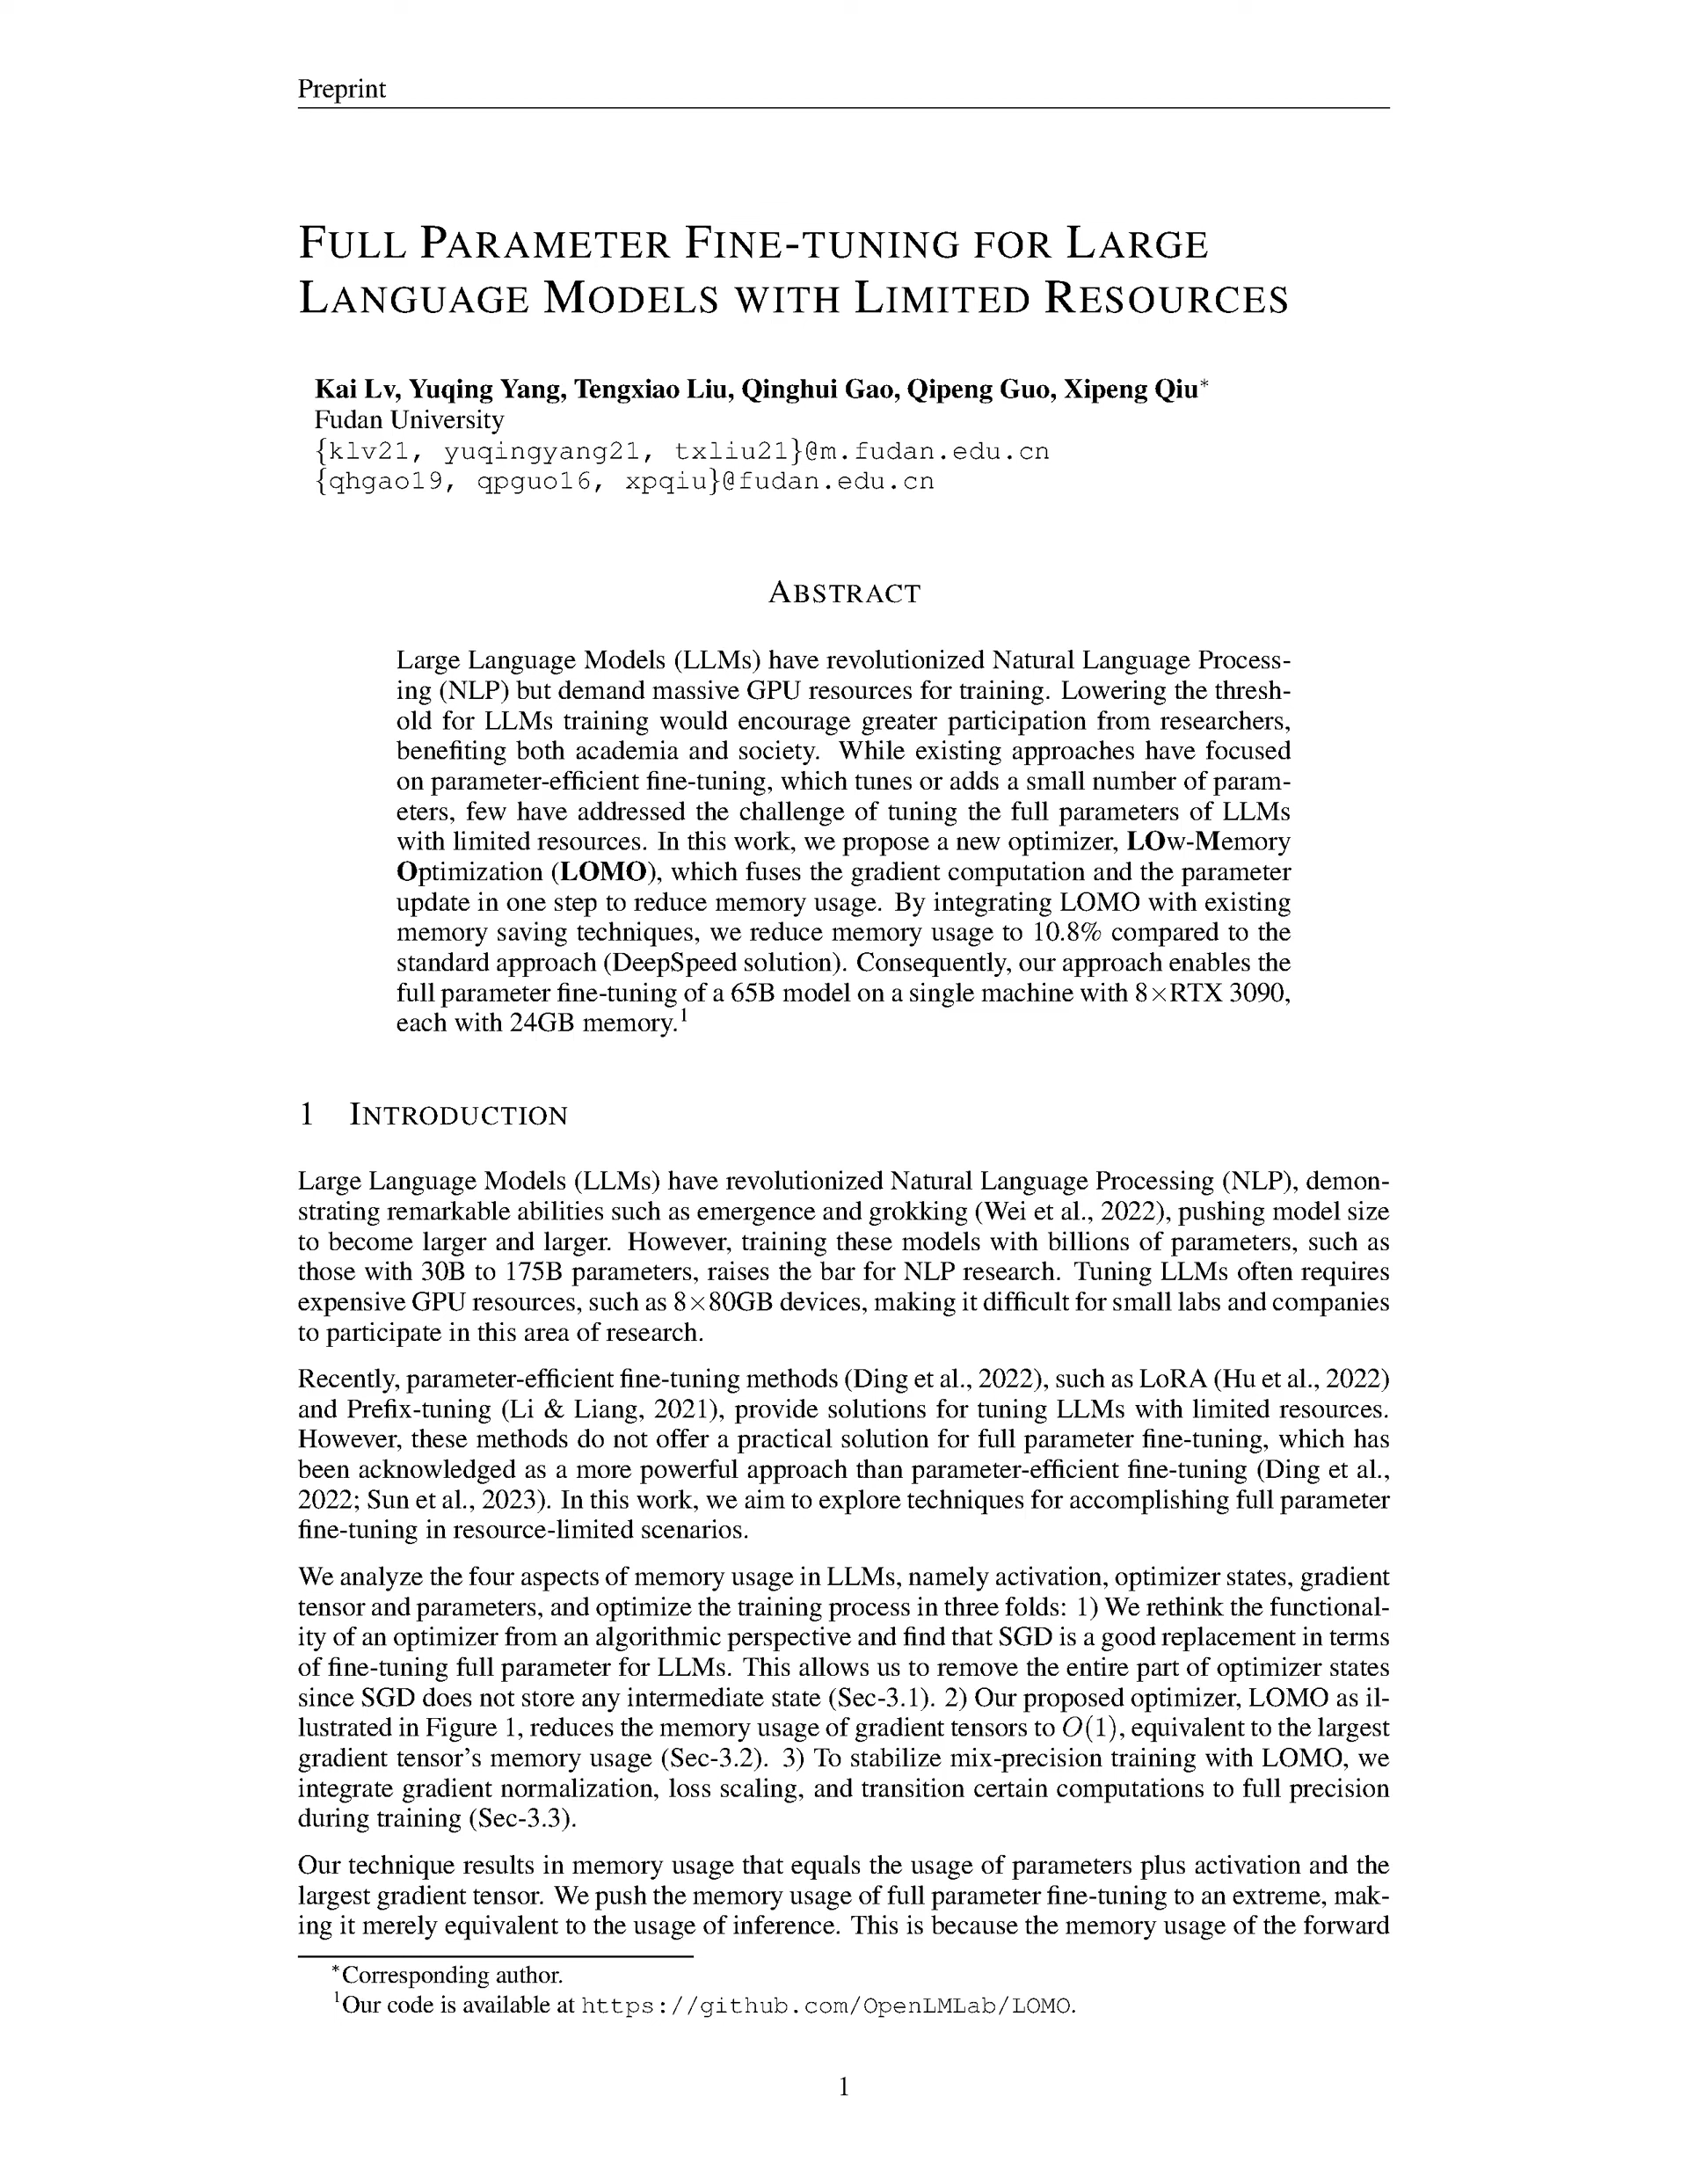 Preprint
FULL PARAMETER FINE-TUNING FOR LARGE
LANGUAGE MODELS WITH LIMITED RESOURCES
Kai Lv, Yuqing Yang, Tengxiao Liu, Qinghui Gao, Qipeng Guo, Xipeng Qiu*
Fudan University
{klv21, yuqingyang21, txliu21}@m.fudan.edu.cn
{qhgao19, qpguo16, xpqiu}@fudan.edu.cn
ABSTRACT
Large Language Models (LLMs) have revolutionized Natural Language Process-
ing (NLP) but demand massive GPU resources for training. Lowering the thresh-
old for LLMs training would encourage greater participation from researchers,
benefiting both academia and society. While existing approaches have focused
on parameter-efficient fine-tuning, which tunes or adds a small number of param-
eters, few have addressed the challenge of tuning the full parameters of LLMs
with limited resources. In this work, we propose a new optimizer, LOw-Memory
Optimization (LOMO), which fuses the gradient computation and the parameter
update in one step to reduce memory usage. By integrating LOMO with existing
memory saving techniques, we reduce memory usage to 10.8% compared to the
standard approach (DeepSpeed solution). Consequently, our approach enables the
full parameter fine-tuning of a 65B model on a single machine with 8×RTX 3090,
each with 24GB memory.1
1 INTRODUCTION
Large Language Models (LLMs) have revolutionized Natural Language Processing (NLP), demon-
strating remarkable abilities such as emergence and grokking (Wei et al., 2022), pushing model size
to become larger and larger. However, training these models with billions of parameters, such as
those with 30B to 175B parameters, raises the bar for NLP research. Tuning LLMs often requires
expensive GPU resources, such as 8×80GB devices, making it difficult for small labs and companies
to participate in this area of research.
Recently, parameter-efficient fine-tuning methods (Ding et al., 2022), such as LoRA (Hu et al., 2022)
and Prefix-tuning (Li & Liang, 2021), provide solutions for tuning LLMs with limited resources.
However, these methods do not offer a practical solution for full parameter fine-tuning, which has
been acknowledged as a more powerful approach than parameter-efficient fine-tuning (Ding et al.,
2022; Sun et al., 2023). In this work, we aim to explore techniques for accomplishing full parameter
fine-tuning in resource-limited scenarios.
We analyze the four aspects of memory usage in LLMs, namely activation, optimizer states, gradient
tensor and parameters, and optimize the training process in three folds: 1) We rethink the functional-
ity of an optimizer from an algorithmic perspective and find that SGD is a good replacement in terms
of fine-tuning full parameter for LLMs. This allows us to remove the entire part of optimizer states
since SGD does not store any intermediate state (Sec-3.1). 2) Our proposed optimizer, LOMO as il-
lustrated in Figure 1, reduces the memory usage of gradient tensors to O(1), equivalent to the largest
gradient tensor's memory usage (Sec-3.2). 3) To stabilize mix-precision training with LOMO, we
integrate gradient normalization, loss scaling, and transition certain computations to full precision
during training (Sec-3.3).
Our technique results in memory usage that equals the usage of parameters plus activation and the
largest gradient tensor. We push the memory usage of full parameter fine-tuning to an extreme, mak-
ing it merely equivalent to the usage of inference. This is because the memory usage of the forward
*Corresponding author.
1Our code is available at https://github.com/OpenLMLab/LOMO.
1